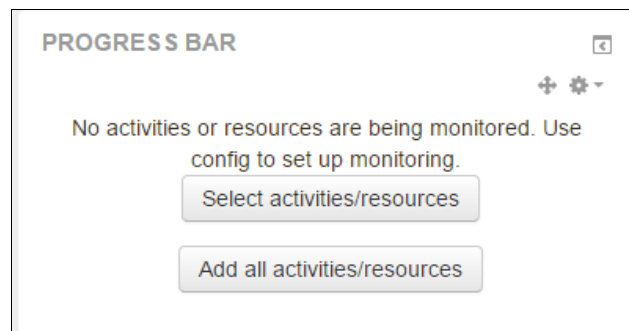 PROGRESS BAR
No activities or resources are being monitored. Use
config to set up monitoring.
Select activities/resources
Add all activities/resources